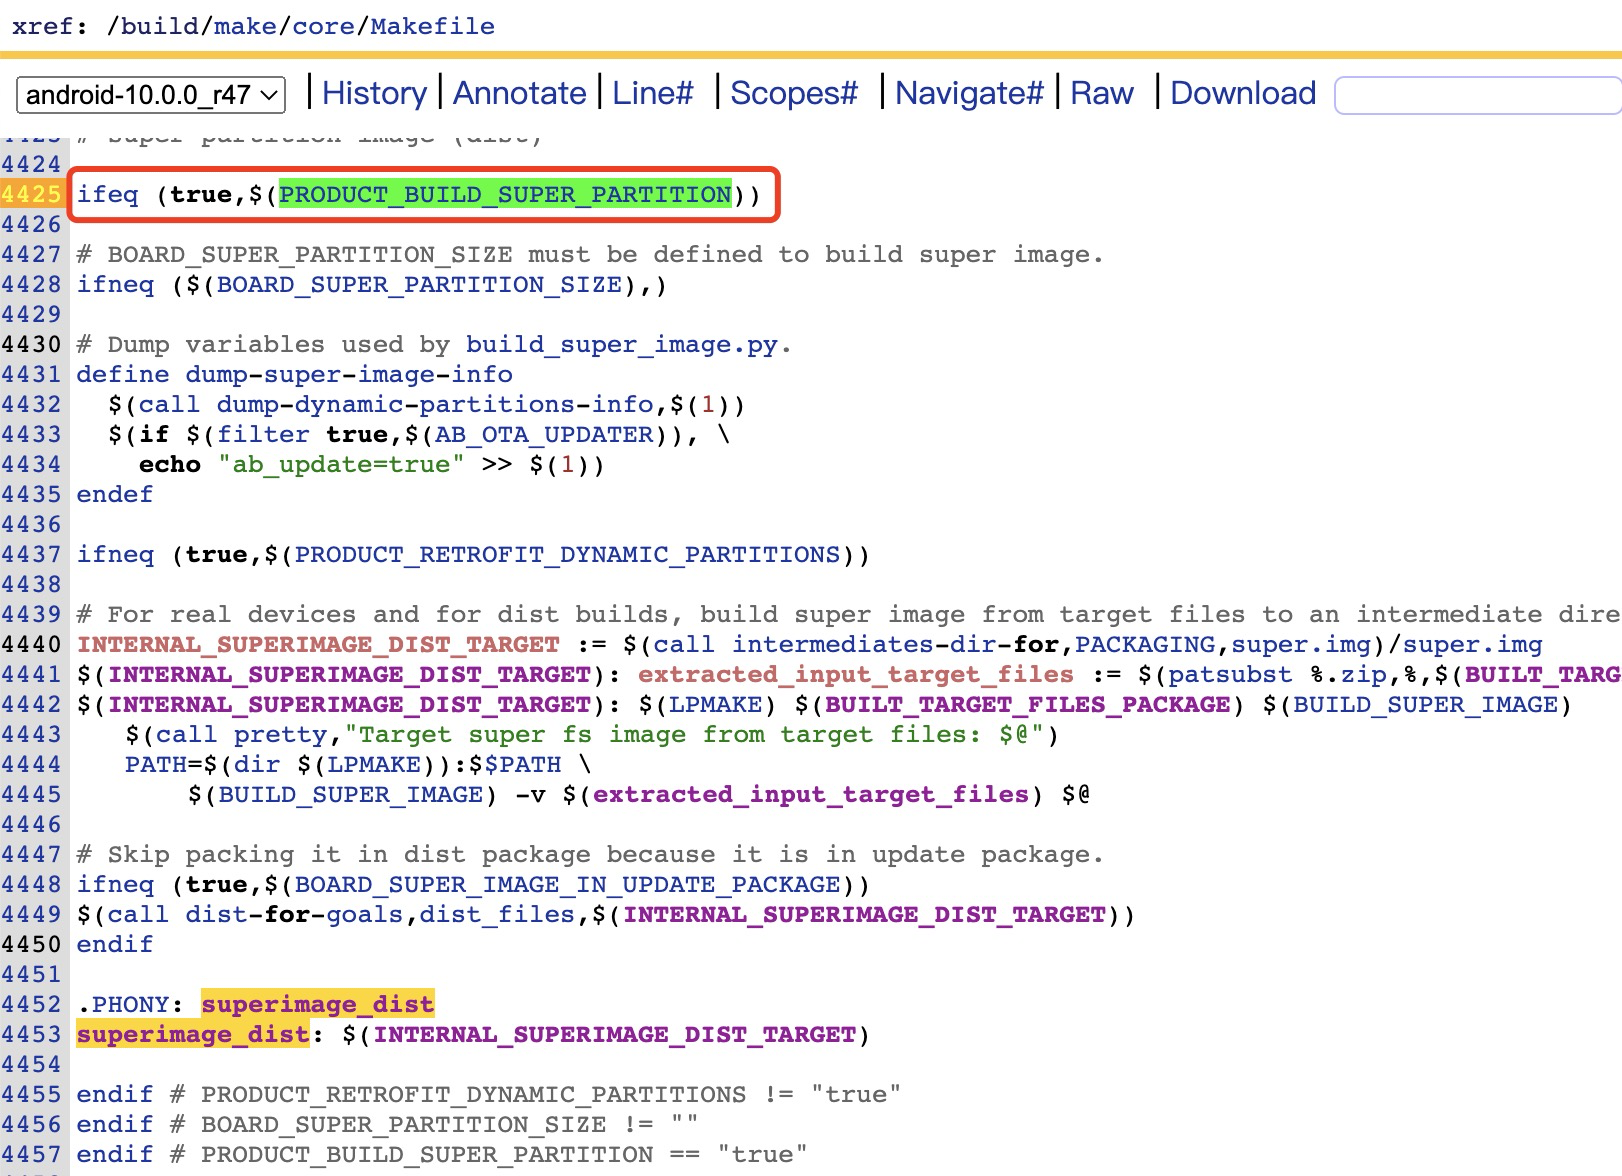 xref: /build/make/core/Makefile
android-10.0.0_r47 | History | Annotate | Line# | Scopes# | Navigate# | Raw | Download
4423 # super partition image (dist)
4424
4425 ifeq (true,$(PRODUCT_BUILD_SUPER_PARTITION))
4426
4427 # BOARD_SUPER_PARTITION_SIZE must be defined to build super image.
4428 ifneq ($(BOARD_SUPER_PARTITION_SIZE),)
4429
4430 # Dump variables used by build_super_image.py.
4431 define dump-super-image-info
4432   $(call dump-dynamic-partitions-info,$(1))
4433   $(if $(filter true,$(AB_OTA_UPDATER)), \
4434     echo "ab_update=true" >> $(1))
4435 endef
4436
4437 ifneq (true,$(PRODUCT_RETROFIT_DYNAMIC_PARTITIONS))
4438
4439 # For real devices and for dist builds, build super image from target files to an intermediate dire
4440 INTERNAL_SUPERIMAGE_DIST_TARGET := $(call intermediates-dir-for,PACKAGING,super.img)/super.img
4441 $(INTERNAL_SUPERIMAGE_DIST_TARGET): extracted_input_target_files := $(patsubst %.zip,%,$(BUILT_TARG
4442 $(INTERNAL_SUPERIMAGE_DIST_TARGET): $(LPMAKE) $(BUILT_TARGET_FILES_PACKAGE) $(BUILD_SUPER_IMAGE)
4443    $(call pretty,"Target super fs image from target files: $@")
4444    PATH=$(dir $(LPMAKE)):$$PATH \
4445        $(BUILD_SUPER_IMAGE) -v $(extracted_input_target_files) $@
4446
4447 # Skip packing it in dist package because it is in update package.
4448 ifneq (true,$(BOARD_SUPER_IMAGE_IN_UPDATE_PACKAGE))
4449 $(call dist-for-goals,dist_files,$(INTERNAL_SUPERIMAGE_DIST_TARGET))
4450 endif
4451
4452 .PHONY: superimage_dist
4453 superimage_dist: $(INTERNAL_SUPERIMAGE_DIST_TARGET)
4454
4455 endif # PRODUCT_RETROFIT_DYNAMIC_PARTITIONS != "true"
4456 endif # BOARD_SUPER_PARTITION_SIZE != ""
4457 endif # PRODUCT_BUILD_SUPER_PARTITION == "true"